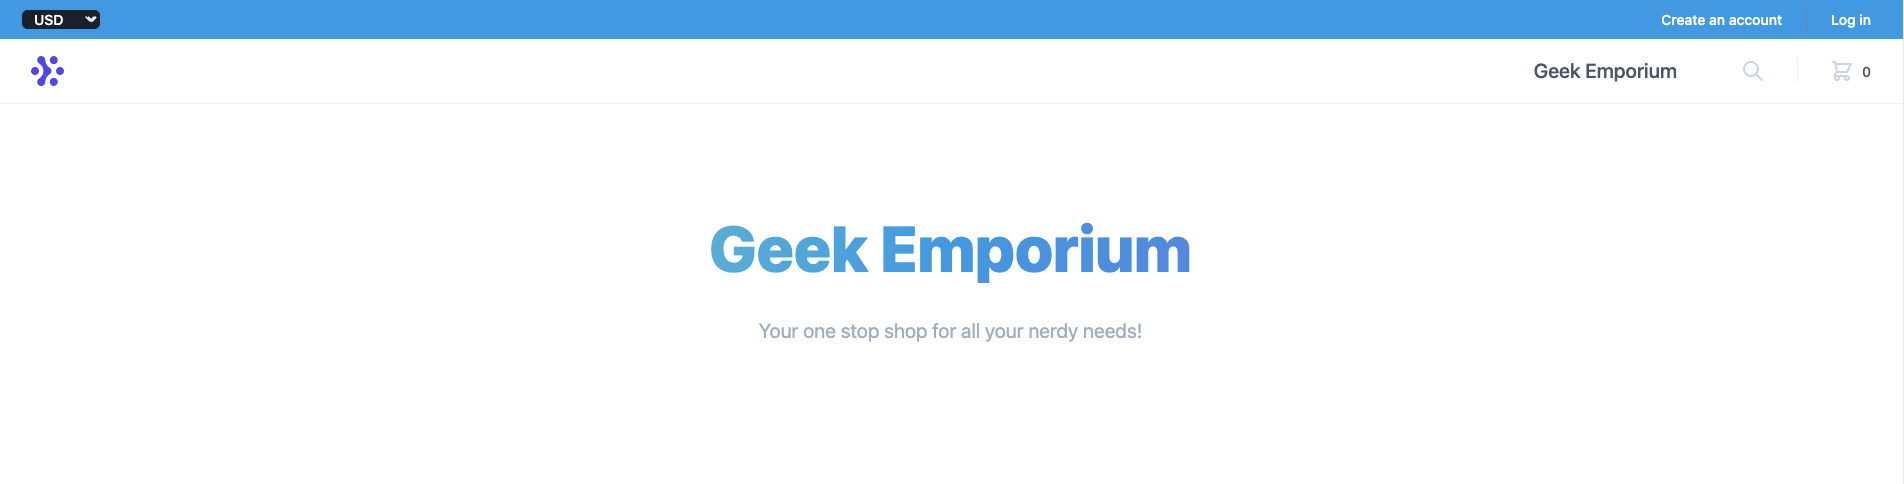 USD
Create an account
Log in
Geek Emporium
0
Geek Emporium
Your one stop shop for all your nerdy needs!